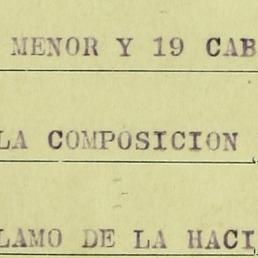 MENOR Y 19 CAB
LA COMPOSICION
LAMO DE LA HACI